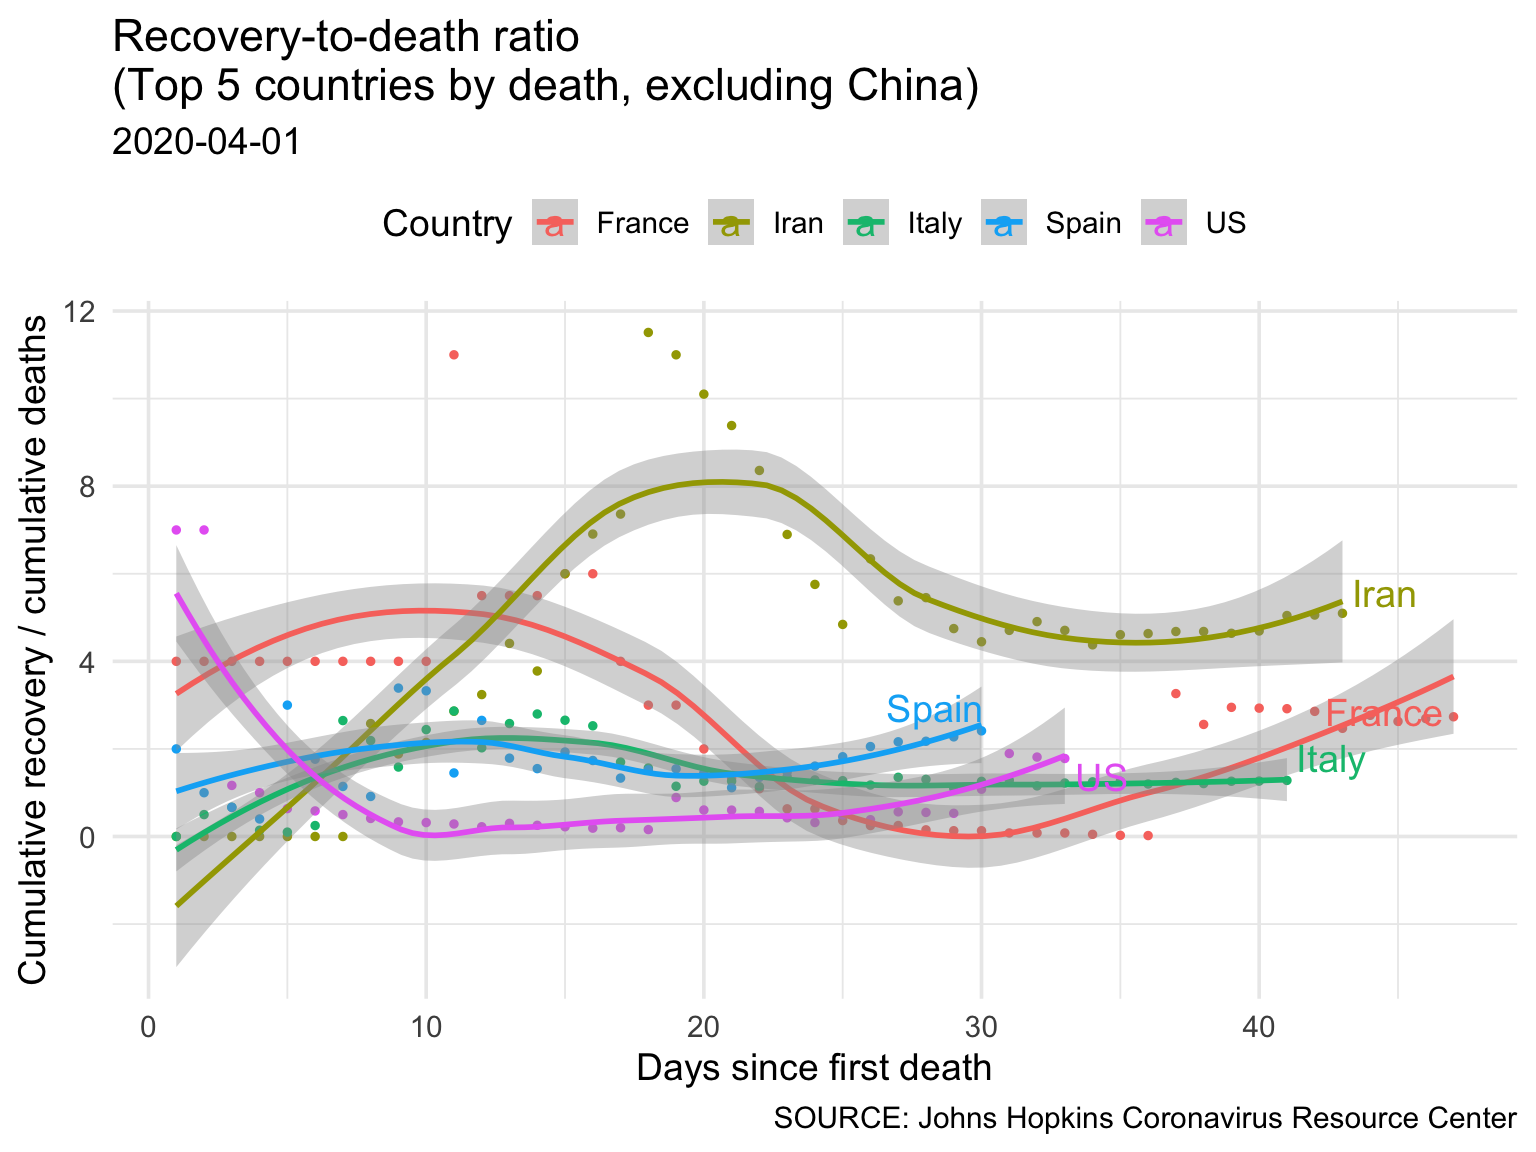 Recovery-to-death ratio
(Top 5 countries by death, excluding China)
2020-04-01
Country a France a Iran a Italy a Spain a US
Cumulative recovery / cumulative deaths
12
8
4
0
Iran
Spain
France
Italy
US
0 10 20 30 40
Days since first death
SOURCE: Johns Hopkins Coronavirus Resource Center